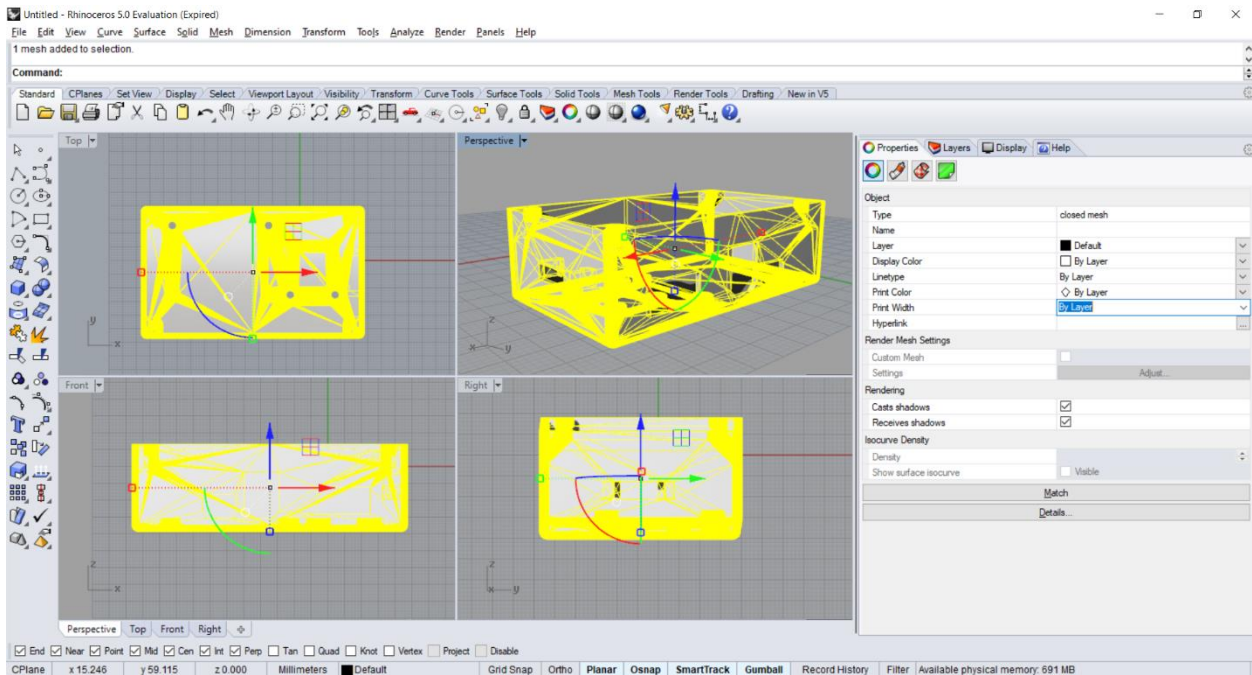 Untitled - Rhinoceros 5.0 Evaluation (Expired)
File Edit View Curve Surface Solid Mesh Dimension Transform Tools Analyze Render Panels Help
1 mesh added to selection.
Command:
Standard CPlanes Set View Display Select Viewport Layout Visibility Transform Curve Tools Surface Tools Solid Tools Mesh Tools Render Tools Drafting New in V5
Top
Perspective
y
x
z
x
y
Front
Right
z
x
z
x
y
Properties Layers Display Help
Object
Type closed mesh
Name
Layer Default
Display Color By Layer
Linetype By Layer
Print Color By Layer
Print Width By Layer
Hyperlink ...
Render Mesh Settings
Custom Mesh
Settings Adjust...
Rendering
Casts shadows
Receives shadows
Isocurve Density
Density
Show surface isocurve Visible
Match
Details...
Perspective Top Front Right
End Near Point Mid Cen Int Perp Tan Quad Knot Vertex Project Disable
CPlane x 15.246 y 59.115 z 0.000 Millimeters Default Grid Snap Ortho Planar Osnap SmartTrack Gumball Record History Filter Available physical memory: 691 MB